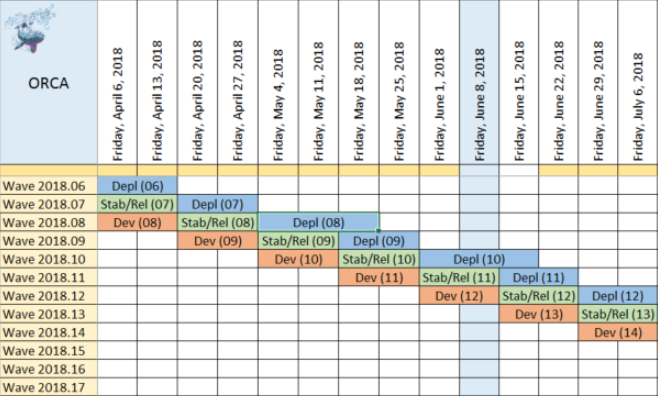 ORCA
Friday, April 6, 2018
Friday, April 13, 2018
Friday, April 20, 2018
Friday, April 27, 2018
Friday, May 4, 2018
Friday, May 11, 2018
Friday, May 18, 2018
Friday, May 25, 2018
Friday, June 1, 2018
Friday, June 8, 2018
Friday, June 15, 2018
Friday, June 22, 2018
Friday, June 29, 2018
Friday, July 6, 2018
Wave 2018.06 Depl (06)
Wave 2018.07 Stab/Rel (07) Depl (07)
Wave 2018.08 Dev (08) Stab/Rel (08) Depl (08)
Wave 2018.09 Dev (09) Stab/Rel (09) Depl (09)
Wave 2018.10 Dev (10) Stab/Rel (10) Depl (10)
Wave 2018.11 Dev (11) Stab/Rel (11) Depl (11)
Wave 2018.12 Dev (12) Stab/Rel (12) Depl (12)
Wave 2018.13 Dev (13) Stab/Rel (13)
Wave 2018.14 Dev (14)
Wave 2018.15
Wave 2018.16
Wave 2018.17